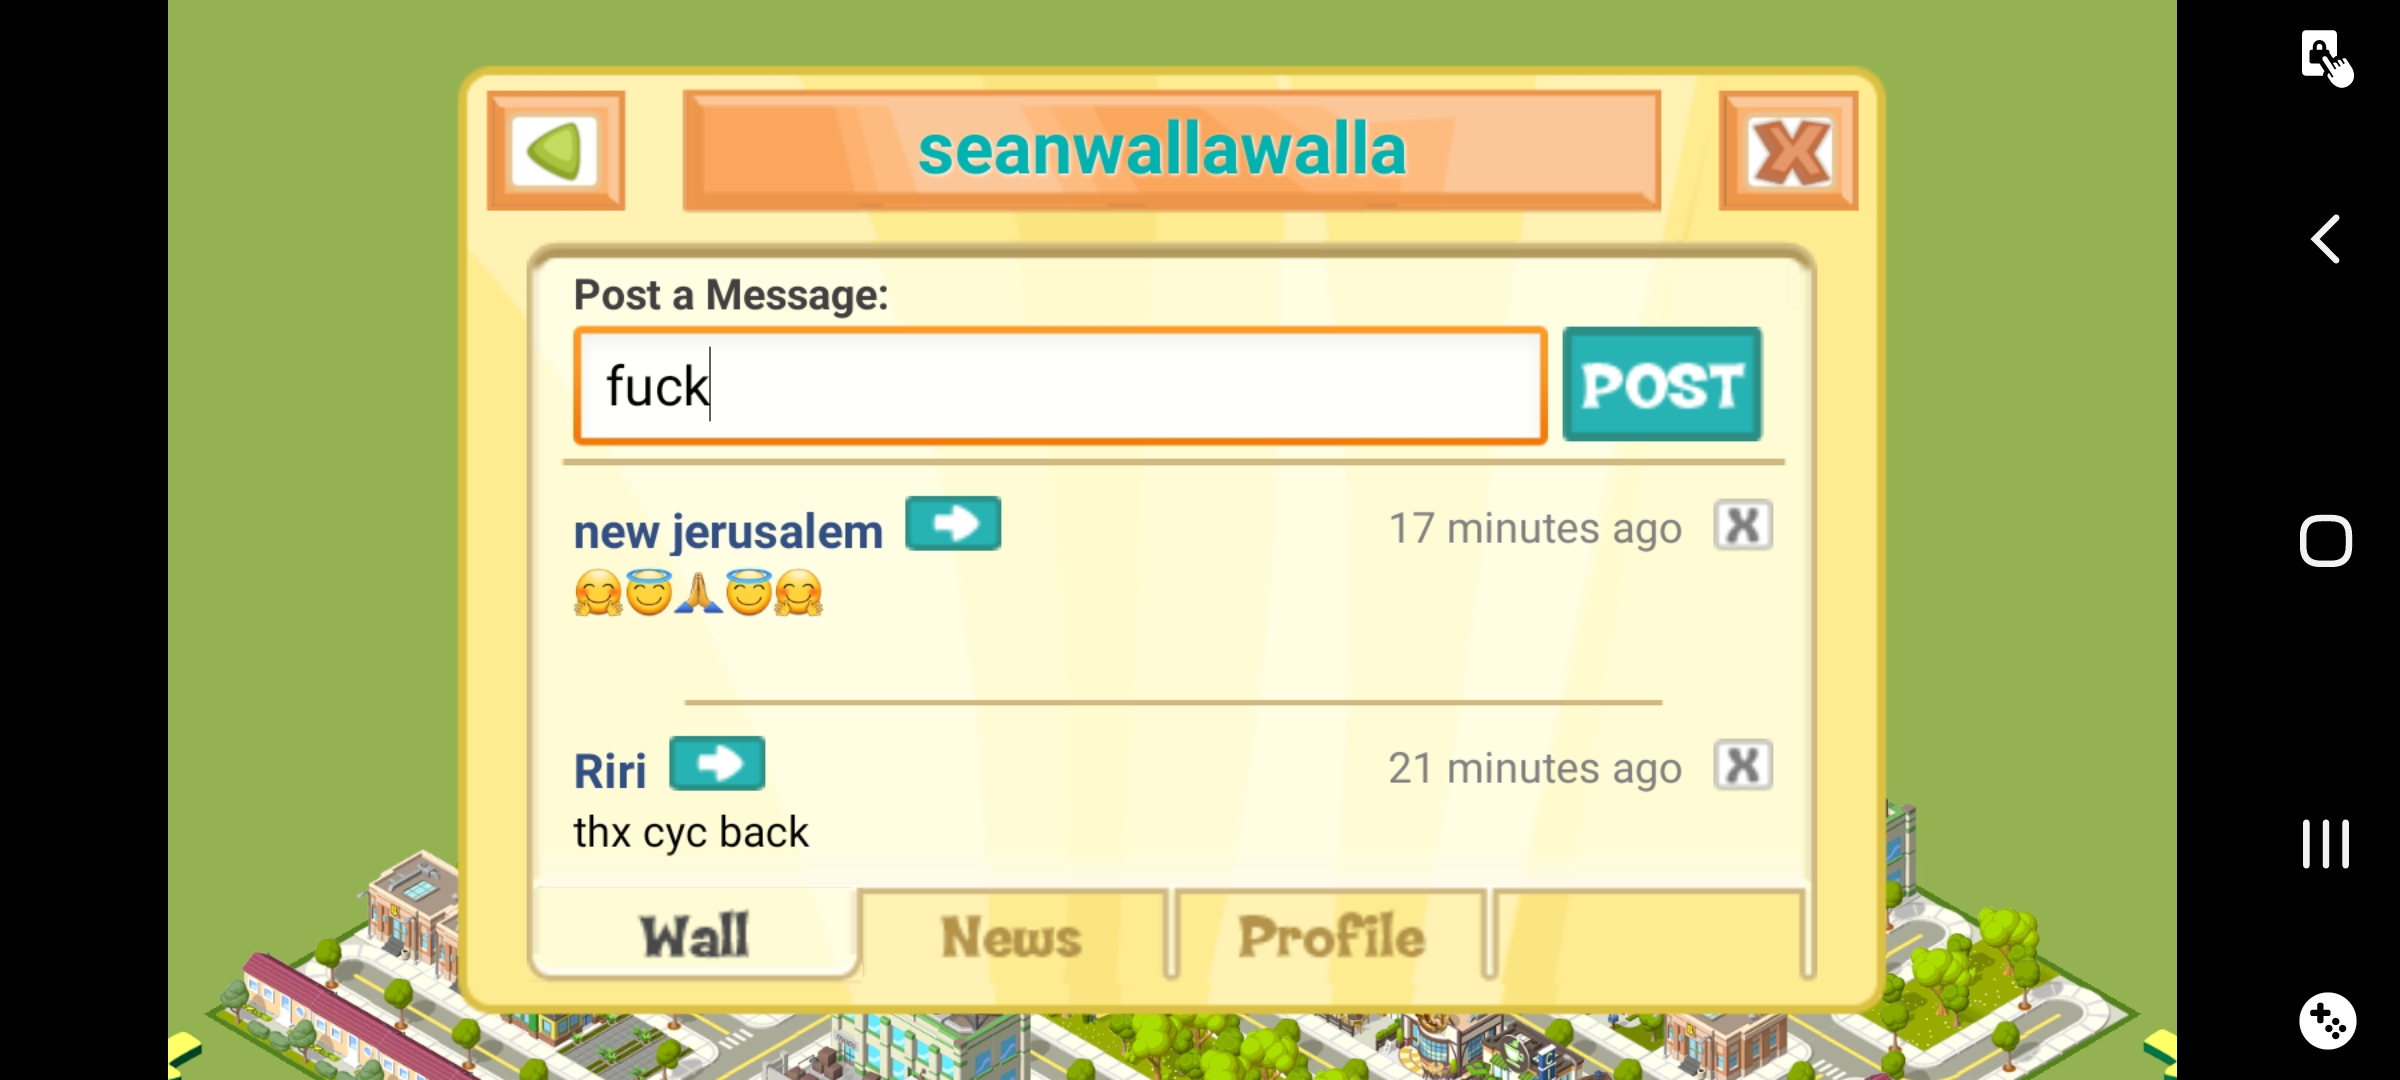 seanwallawalla
Post a Message:
fuck
POST
new jerusalem
17 minutes ago
X
🤗😇🙏😇🤗
Riri
21 minutes ago
X
thx cyc back
Wall
News
Profile